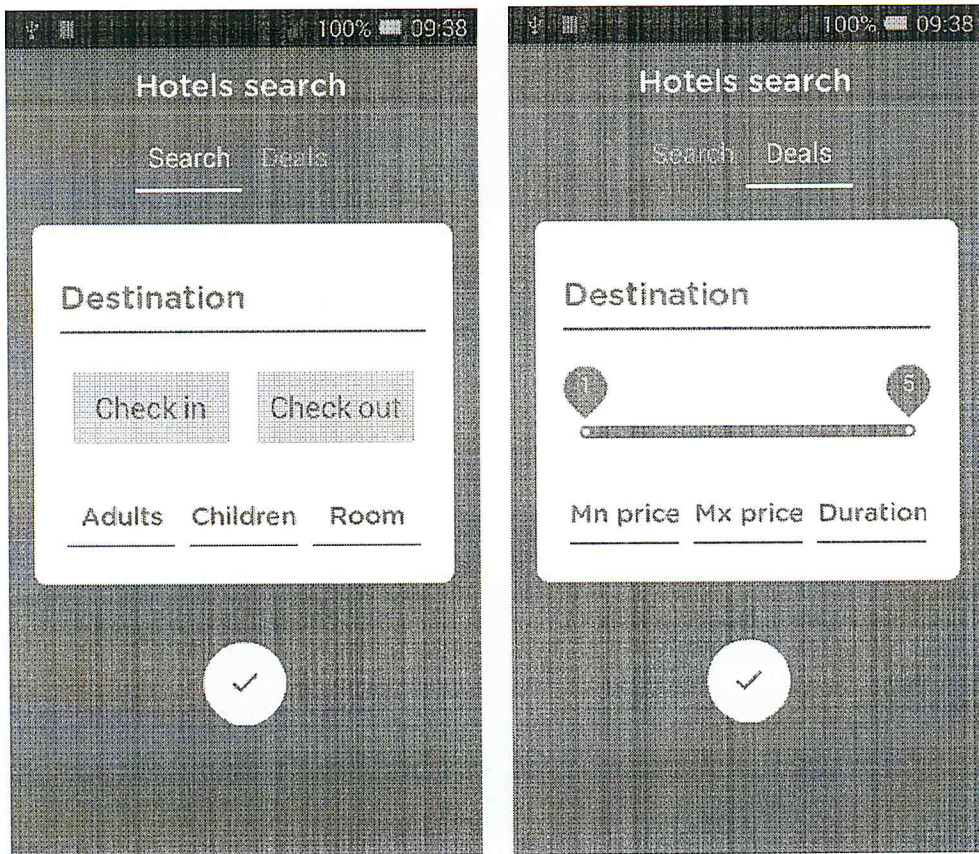 100% 09:38
Hotels search
Search Deals
Destination
Check in Check out
Adults Children Room
100% 09:38
Hotels search
Search Deals
Destination
1 5
Mn price Mx price Duration